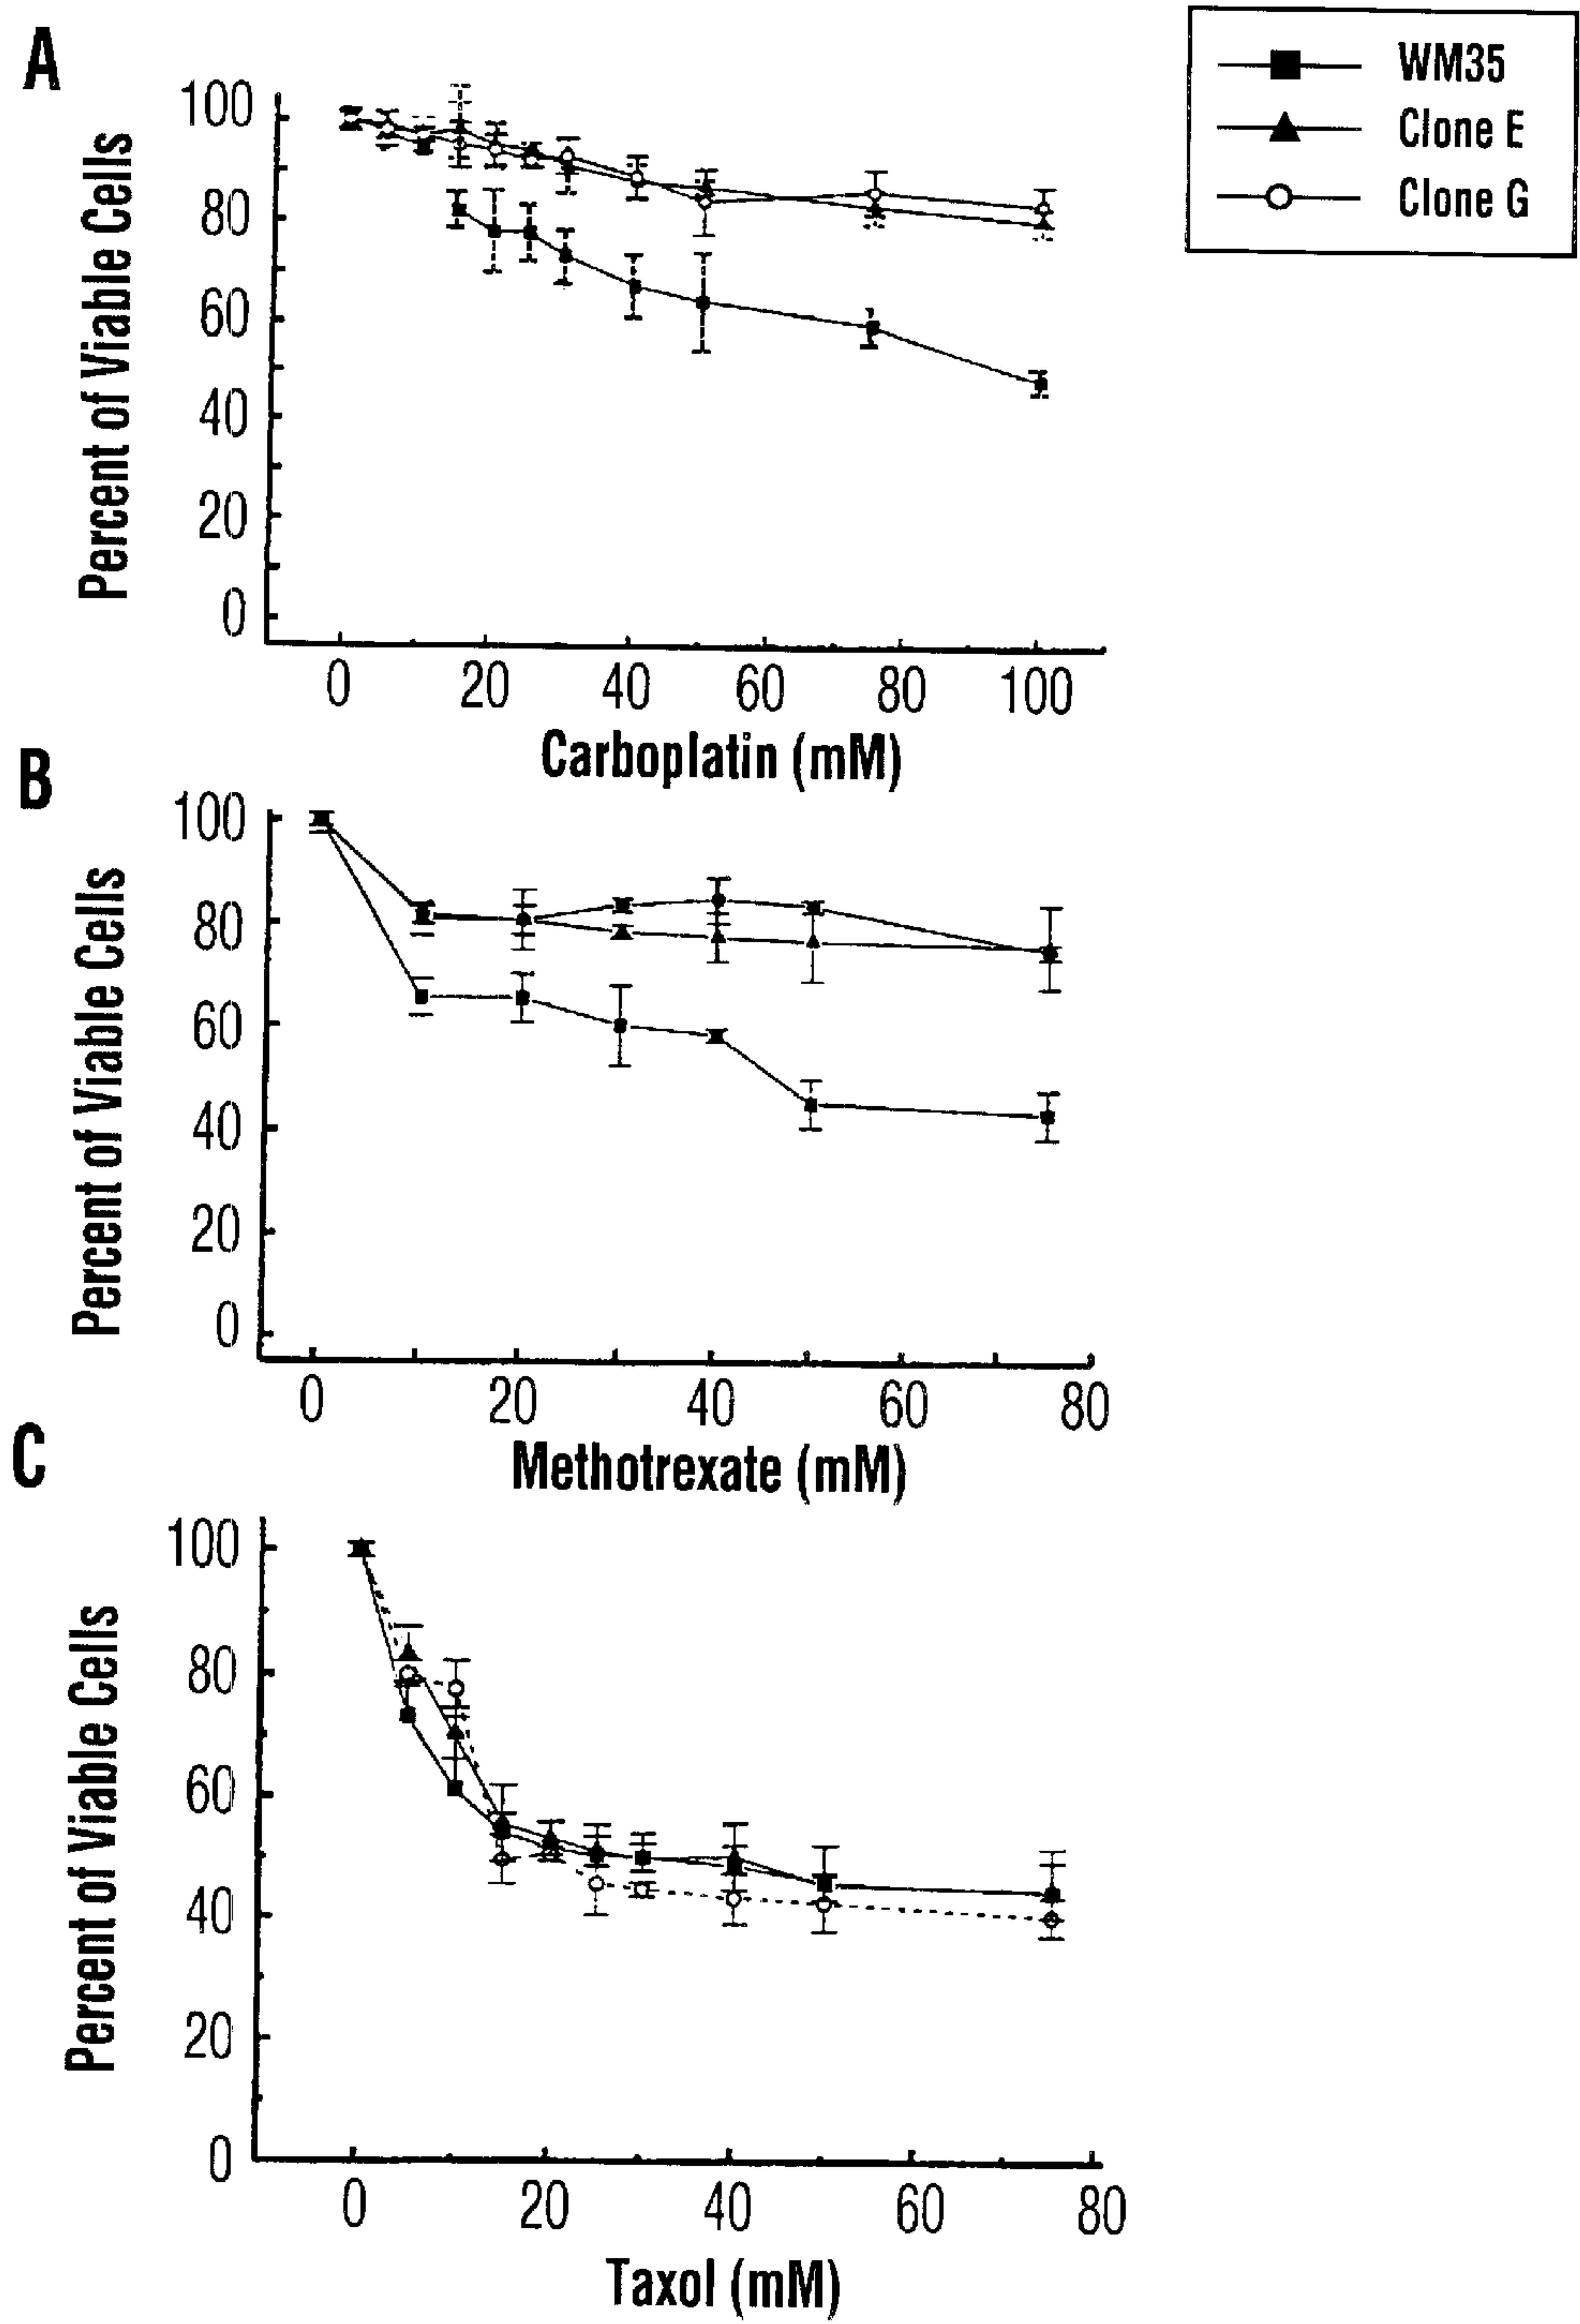 A
WM35
Clone E
Clone G
Percent of Viable Cells
100
80
60
40
20
0
0 20 40 60 80 100
Carboplatin (mM)
B
Percent of Viable Cells
100
80
60
40
20
0
0 20 40 60 80
Methotrexate (mM)
C
Percent of Viable Cells
100
80
60
40
20
0
0 20 40 60 80
Taxol (mM)